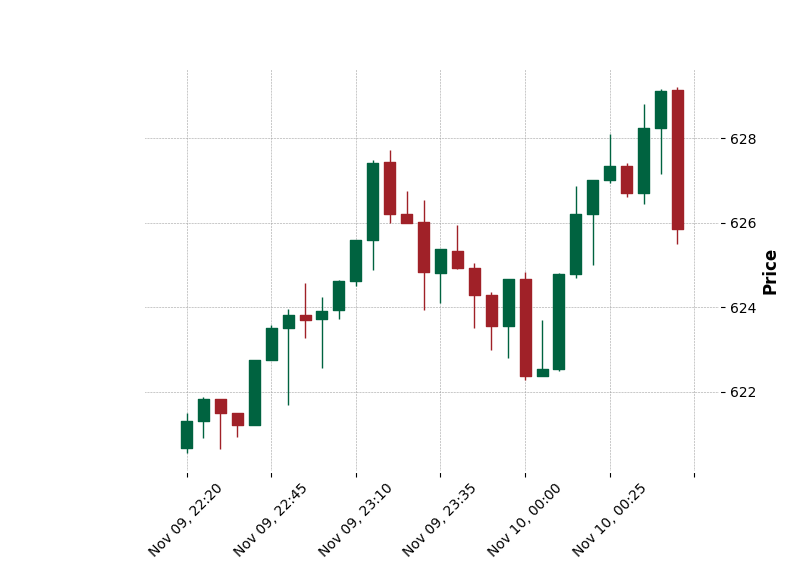 628
626
624
622
Price
Nov 09, 22:20
Nov 09, 22:45
Nov 09, 23:10
Nov 09, 23:35
Nov 10, 00:00
Nov 10, 00:25